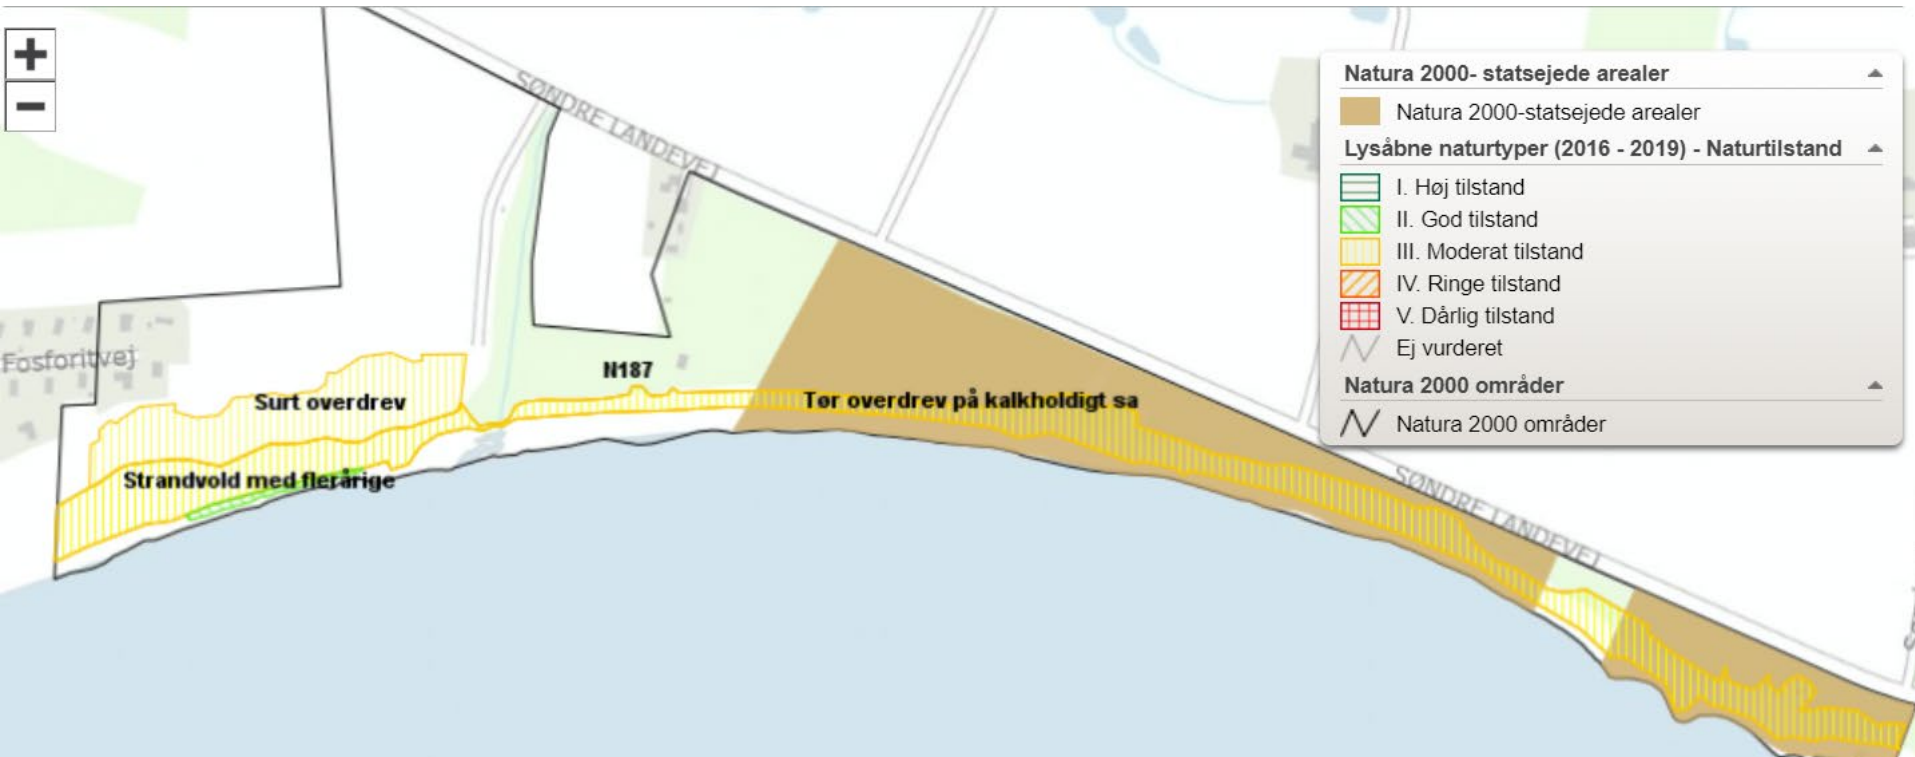 +
−
SØNDRE LANDEVEJ
Fosforitvej
Surt overdrev
Strandvold med flerårige
N187
Tør overdrev på kalkholdigt sa
SØNDRE LANDEVEJ
Natura 2000- statsejede arealer
Natura 2000-statsejede arealer
Lysåbne naturtyper (2016 - 2019) - Naturtilstand
I. Høj tilstand
II. God tilstand
III. Moderat tilstand
IV. Ringe tilstand
V. Dårlig tilstand
Ej vurderet
Natura 2000 områder
Natura 2000 områder